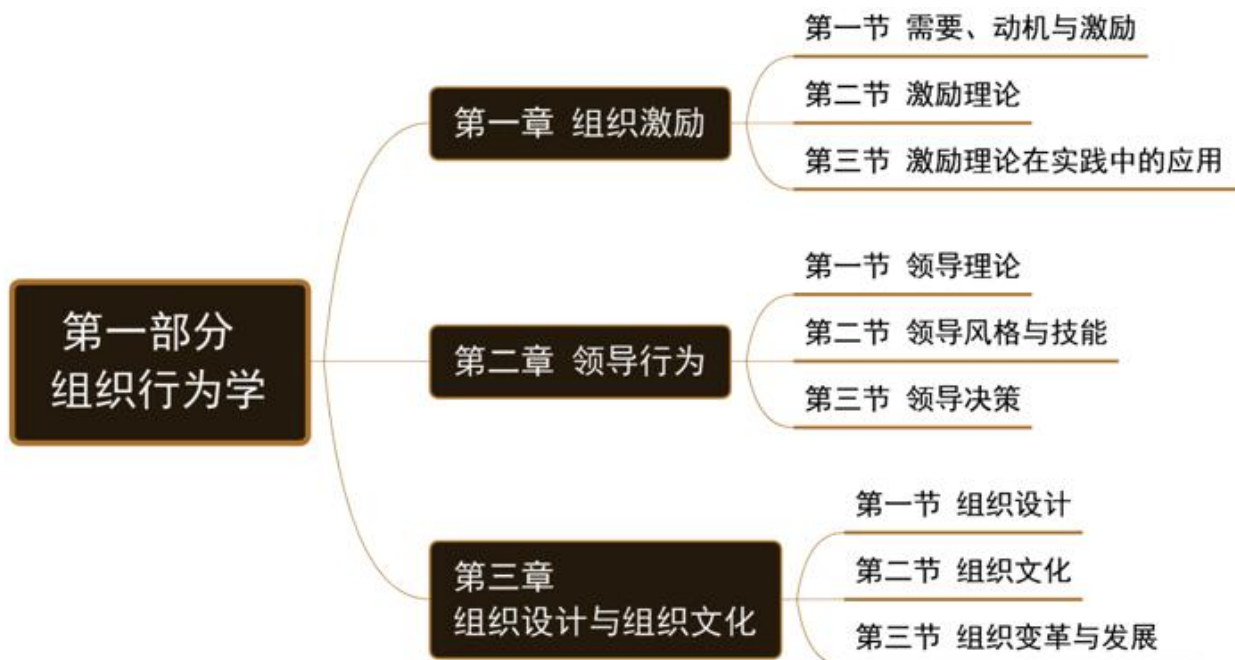 第一部分
组织行为学
第一章 组织激励
第一节 需要、动机与激励
第二节 激励理论
第三节 激励理论在实践中的应用
第二章 领导行为
第一节 领导理论
第二节 领导风格与技能
第三节 领导决策
第三章
组织设计与组织文化
第一节 组织设计
第二节 组织文化
第三节 组织变革与发展